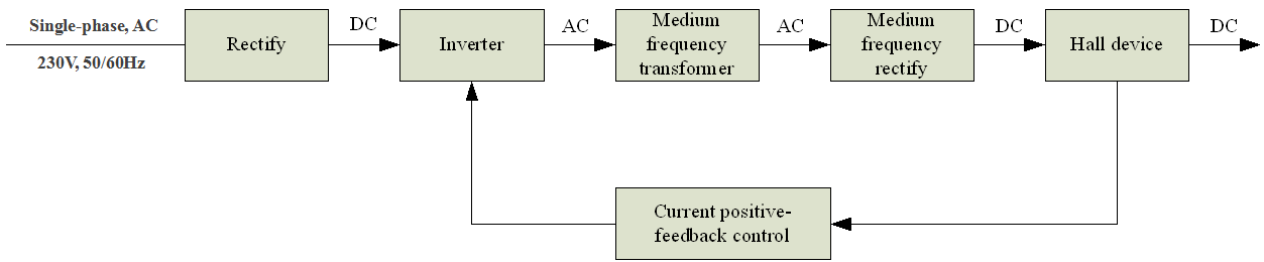 Single-phase, AC
230V, 50/60Hz
Rectify
DC
Inverter
AC
Medium
frequency
transformer
AC
Medium
frequency
rectify
DC
Hall device
DC
Current positive-
feedback control